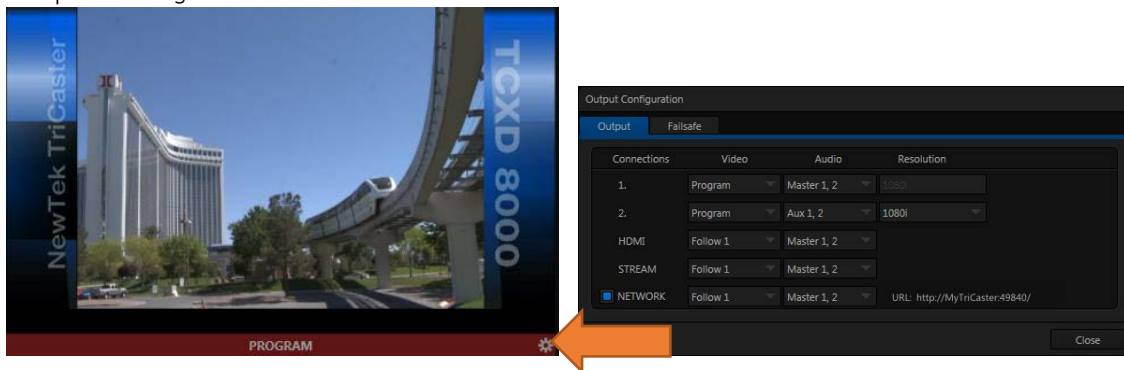 NewTek TriCaster
TCXD 8000
PROGRAM
Output Configuration
Output Failsafe
Connections Video Audio Resolution
1. Program Master 1, 2 1080i
2. Program Aux 1, 2 1080i
HDMI Follow 1 Master 1, 2
STREAM Follow 1 Master 1, 2
NETWORK Follow 1 Master 1, 2 URL: http://MyTriCaster:49840/
Close